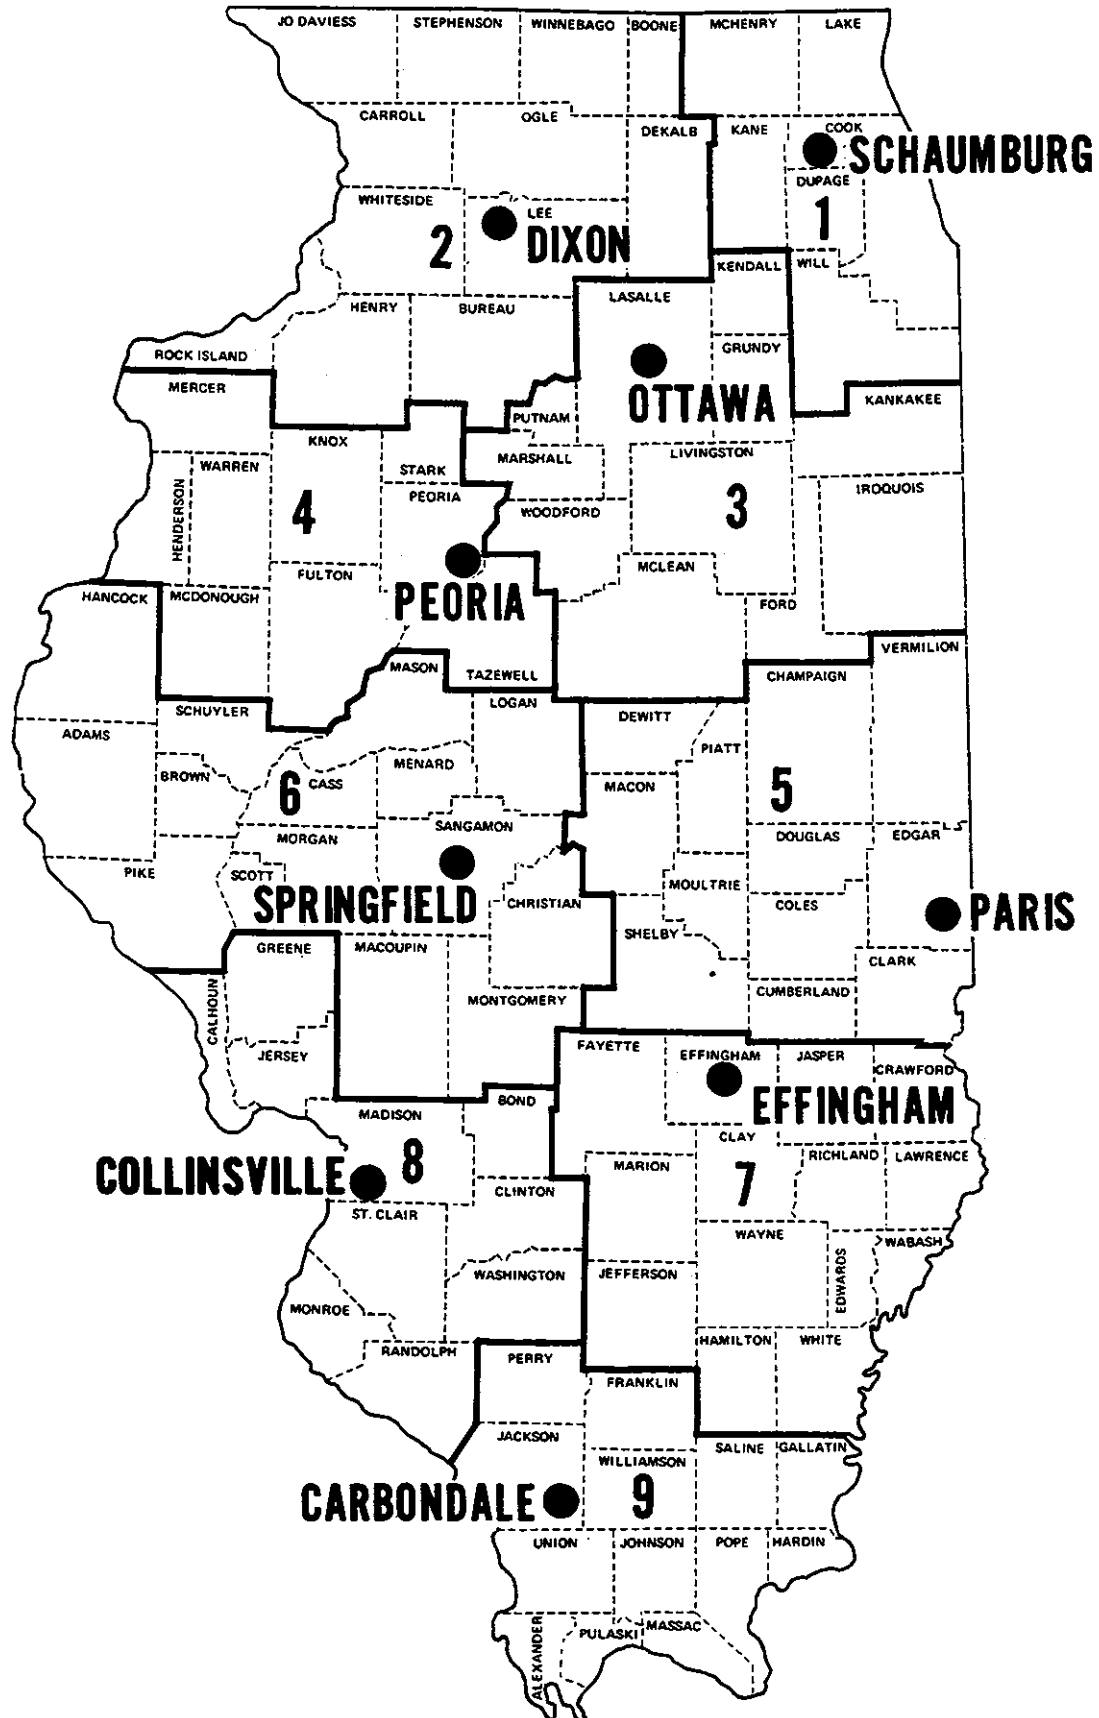 JO DAVIESS
STEPHENSON
WINNEBAGO
BOONE
MCHENRY
LAKE
CARROLL
OGLE
DEKALB
KANE
COOK
SCHAUMBURG
DUPAGE
1
WHITESIDE
LEE
2
DIXON
KENDALL
WILL
LASALLE
HENRY
BUREAU
GRUNDY
ROCK ISLAND
MERCER
OTTAWA
KANKAKEE
PUTNAM
KNOX
MARSHALL
LIVINGSTON
WARREN
STARK
PEORIA
IROQUOIS
HENDERSON
4
WOODFORD
3
FULTON
MCLEAN
HANCOCK
MCDONOUGH
PEORIA
FORD
VERMILION
MASON
TAZEWELL
CHAMPAIGN
SCHUYLER
LOGAN
DEWITT
ADAMS
PIATT
BROWN
6
CASS
MENARD
MACON
5
MORGAN
SANGAMON
DOUGLAS
EDGAR
PIKE
SCOTT
MOULTRIE
SPRINGFIELD
CHRISTIAN
COLES
PARIS
SHELBY
GREENE
MACOUPIN
CLARK
CALHOUN
MONTGOMERY
CUMBERLAND
JERSEY
FAYETTE
EFFINGHAM
JASPER
CRAWFORD
BOND
EFFINGHAM
MADISON
CLAY
COLLINSVILLE
8
MARION
7
RICHLAND
LAWRENCE
CLINTON
ST. CLAIR
WAYNE
WABASH
WASHINGTON
JEFFERSON
EDWARDS
MONROE
RANDOLPH
HAMILTON
WHITE
PERRY
FRANKLIN
JACKSON
SALINE
GALLATIN
WILLIAMSON
CARBONDALE
9
UNION
JOHNSON
POPE
HARDIN
ALEXANDER
PULASKI
MASSAC